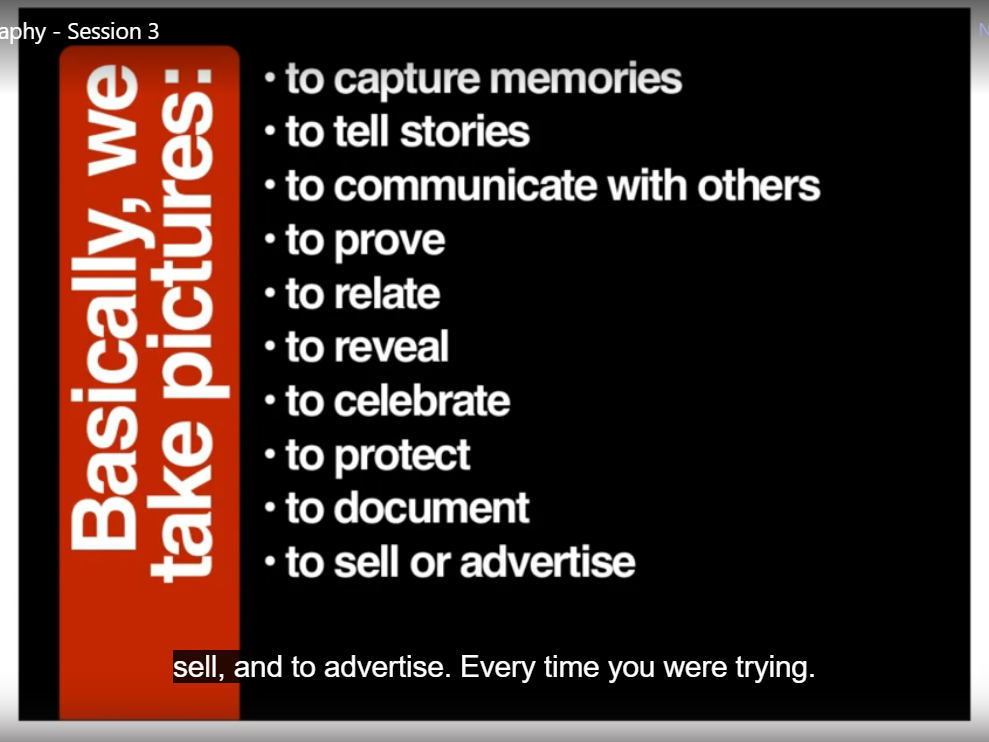 aphy - Session 3
Basically, we
take pictures:
• to capture memories
• to tell stories
• to communicate with others
• to prove
• to relate
• to reveal
• to celebrate
• to protect
• to document
• to sell or advertise
sell, and to advertise. Every time you were trying.